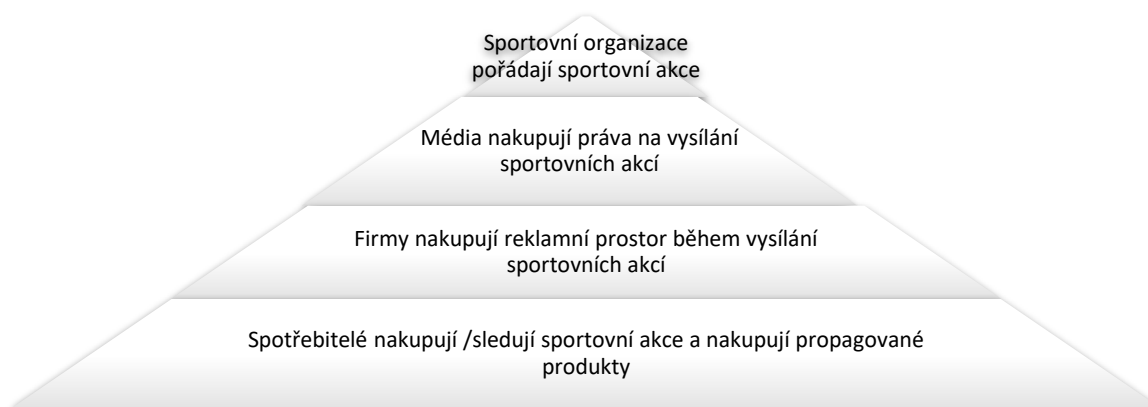 Sportovní organizace
pořádají sportovní akce
Média nakupují práva na vysílání
sportovních akcí
Firmy nakupují reklamní prostor během vysílání
sportovních akcí
Spotřebitelé nakupují /sledují sportovní akce a nakupují propagované
produkty